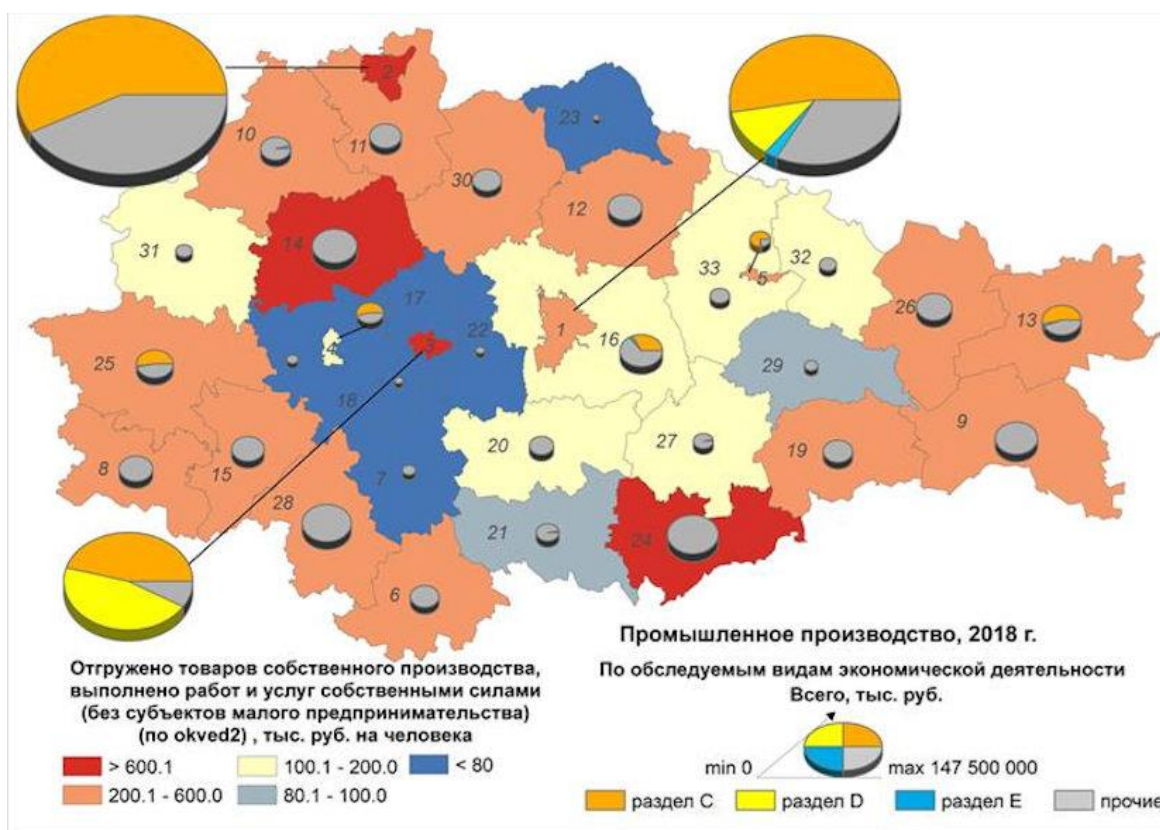 2
23
10
11
30
12
14
31
33
32
5
17
26
13
1
4
3
22
16
25
29
18
20
27
9
8
15
19
7
28
21
24
6
Промышленное производство, 2018 г.
Отгружено товаров собственного производства,
выполнено работ и услуг собственными силами
(без субъектов малого предпринимательства)
(по okved2) , тыс. руб. на человека
> 600.1
100.1 - 200.0
< 80
200.1 - 600.0
80.1 - 100.0
По обследуемым видам экономической деятельности
Всего, тыс. руб.
min 0
max 147 500 000
раздел C
раздел D
раздел E
прочие